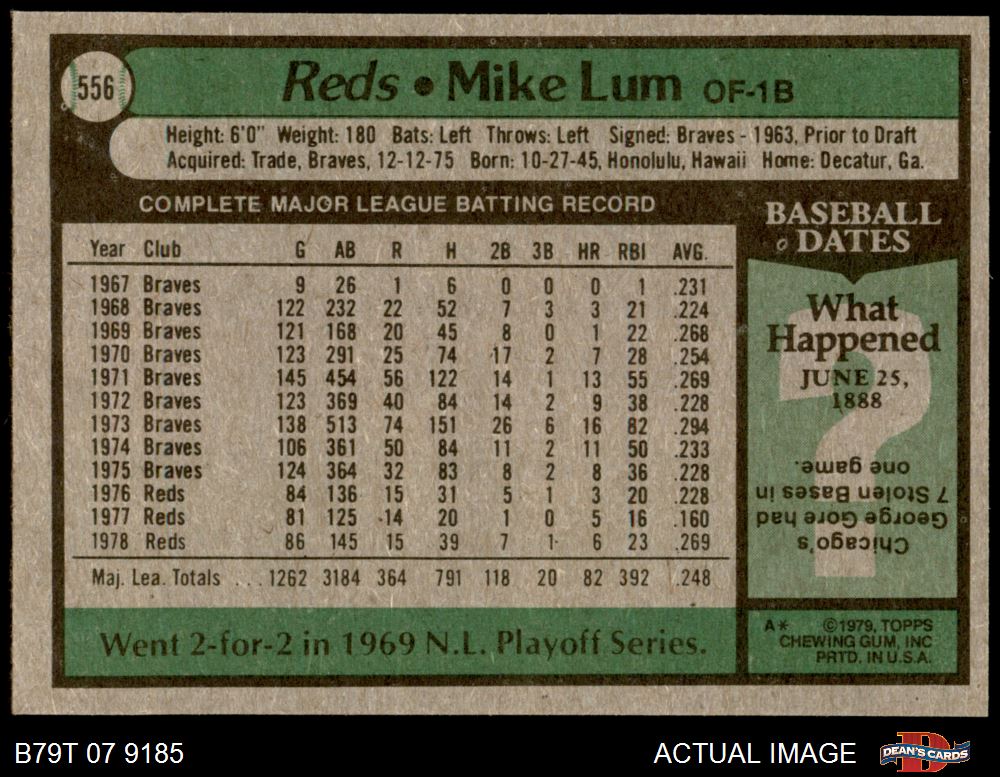 556
Reds • Mike Lum OF-1B
Height: 6'0" Weight: 180 Bats: Left Throws: Left Signed: Braves - 1963, Prior to Draft
Acquired: Trade, Braves, 12-12-75 Born: 10-27-45, Honolulu, Hawaii Home: Decatur, Ga.
COMPLETE MAJOR LEAGUE BATTING RECORD
Year Club G AB R H 2B 3B HR RBI AVG.
1967 Braves 9 26 1 6 0 0 0 1 .231
1968 Braves 122 232 22 52 7 3 3 21 .224
1969 Braves 121 168 20 45 8 0 1 22 .268
1970 Braves 123 291 25 74 17 2 7 28 .254
1971 Braves 145 454 56 122 14 1 13 55 .269
1972 Braves 123 369 40 84 14 2 9 38 .228
1973 Braves 138 513 74 151 26 6 16 82 .294
1974 Braves 106 361 50 84 11 2 11 50 .233
1975 Braves 124 364 32 83 8 2 8 36 .228
1976 Reds 84 136 15 31 5 1 3 20 .228
1977 Reds 81 125 14 20 1 0 5 16 .160
1978 Reds 86 145 15 39 7 1 6 23 .269
Maj. Lea. Totals ... 1262 3184 364 791 118 20 82 392 .248
Went 2-for-2 in 1969 N.L. Playoff Series.
BASEBALL
DATES
What
Happened
JUNE 25,
1888
?
Chicago's
George Gore had
7 Stolen Bases in
one game.
A* ©1979, TOPPS
CHEWING GUM, INC
PRTD. IN U.S.A.
B79T 07 9185
ACTUAL IMAGE
D
DEAN'S CARDS